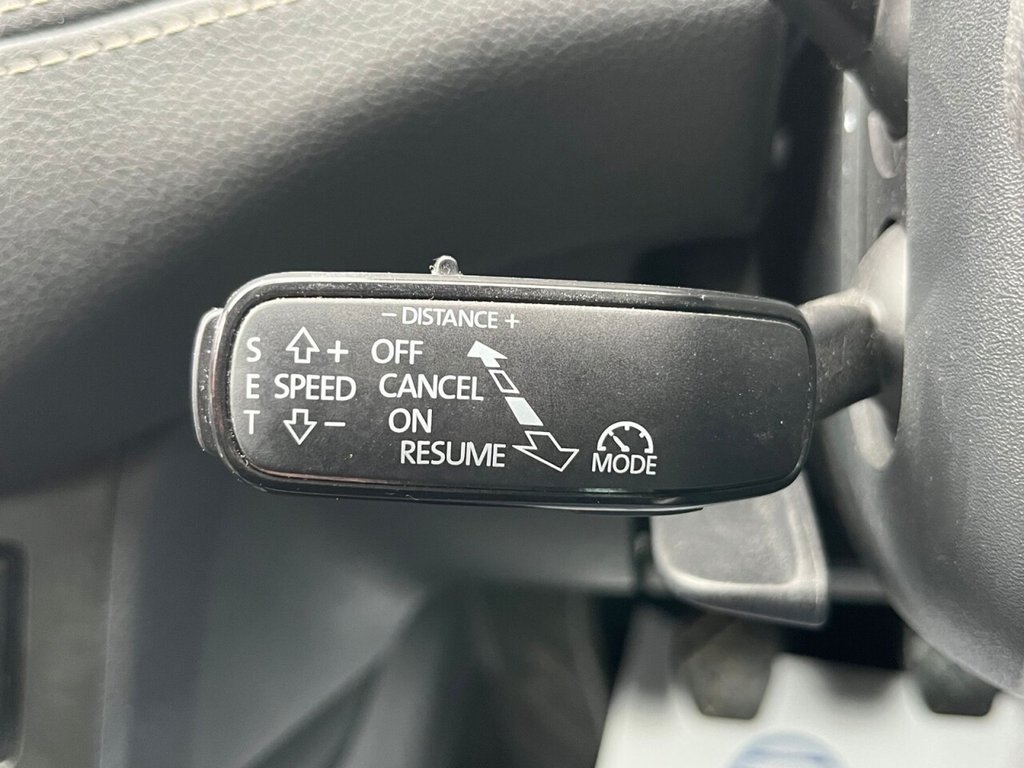 – DISTANCE +
S + OFF
E SPEED CANCEL
T – ON
RESUME
MODE